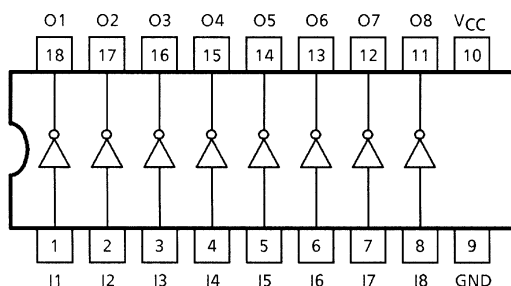 O1 O2 O3 O4 O5 O6 O7 O8 VCC
18 17 16 15 14 13 12 11 10
1 2 3 4 5 6 7 8 9
I1 I2 I3 I4 I5 I6 I7 I8 GND